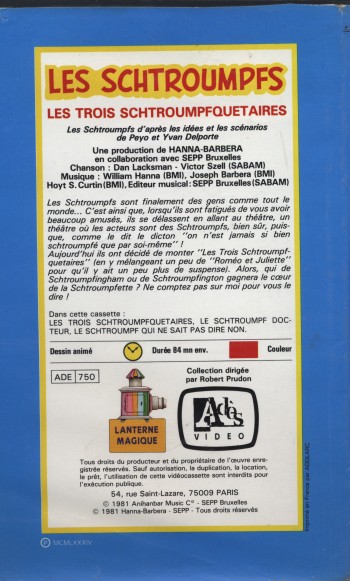 LES SCHTROUMPFS
LES TROIS SCHTROUMPFQUETAIRES
Les Schtroumpfs d'après les idées et les scénarios
de Peyo et Yvan Delporte
Une production de HANNA-BARBERA
en collaboration avec SEPP Bruxelles
Chanson : Dan Lacksman - Victor Szell (SABAM)
Musique : William Hanna (BMI), Joseph Barbera (BMI)
Hoyt S. Curtin (BMI), Editeur musical: SEPP Bruxelles (SABAM)
Les Schtroumpfs sont finalement des gens comme tout le
monde... C'est ainsi que, lorsqu'ils sont fatigués de vous avoir
beaucoup amusés, ils se délassent en allant au théâtre, un
théâtre où les acteurs sont des Schtroumpfs, bien sûr, puis-
que, comme le dit le dicton "on n'est jamais si bien
schtroumpfé que par soi-même" !
Aujourd'hui ils ont décidé de monter "Les Trois Schtroumpf-
quetaires" (en y mélangeant un peu de "Roméo et Juliette"
pour qu'il y ait un peu plus de suspense). Alors, qui de
Schtroumpfingham ou de Schtroumpfington gagnera le cœur
de la Schtroumpfette ? Ne comptez pas sur moi pour vous le
dire !
Dans cette cassette :
LES TROIS SCHTROUMPFQUETAIRES, LE SCHTROUMPF DOC-
TEUR, LE SCHTROUMPF QUI NE SAIT PAS DIRE NON.
Dessin animé Durée 84 mn env. Couleur
ADE 750
Collection dirigée
par Robert Prudon
LANTERNE
MAGIQUE
Adès
VIDEO
Tous droits du producteur et du propriétaire de l'œuvre enre-
gistrée réservés. Sauf autorisation, la duplication, la location,
le prêt, l'utilisation de cette vidéocassette sont interdits pour
l'exécution publique.
54, rue Saint-Lazare, 75009 PARIS
© 1981 Anihanbar Music C° - SEPP Bruxelles
© 1981 Hanna-Barbera - SEPP - Tous droits réservés
P MCMLXXXIV